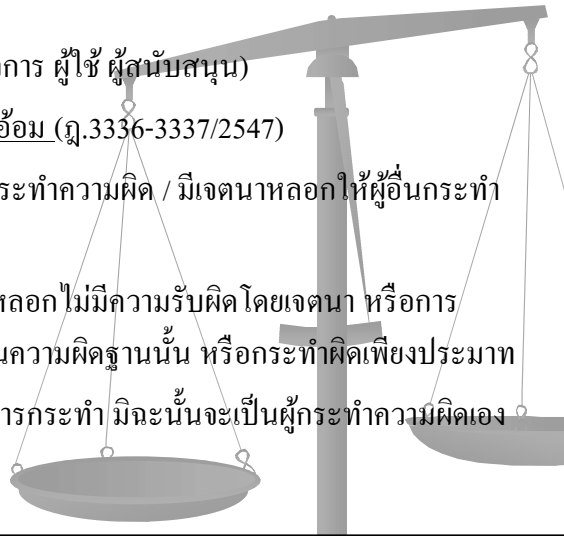 การ ผู้ใช้ ผู้สนับสนุน)
อ้อม (ฎ.3336-3337/2547)
ระทำความผิด / มีเจตนาหลอกให้ผู้อื่นกระทำ
หลอกไม่มีความรับผิดโดยเจตนา หรือการ
นความผิดฐานนั้น หรือกระทำผิดเพียงประมาท
ารกระทำ มิฉะนั้นจะเป็นผู้กระทำความผิดเอง